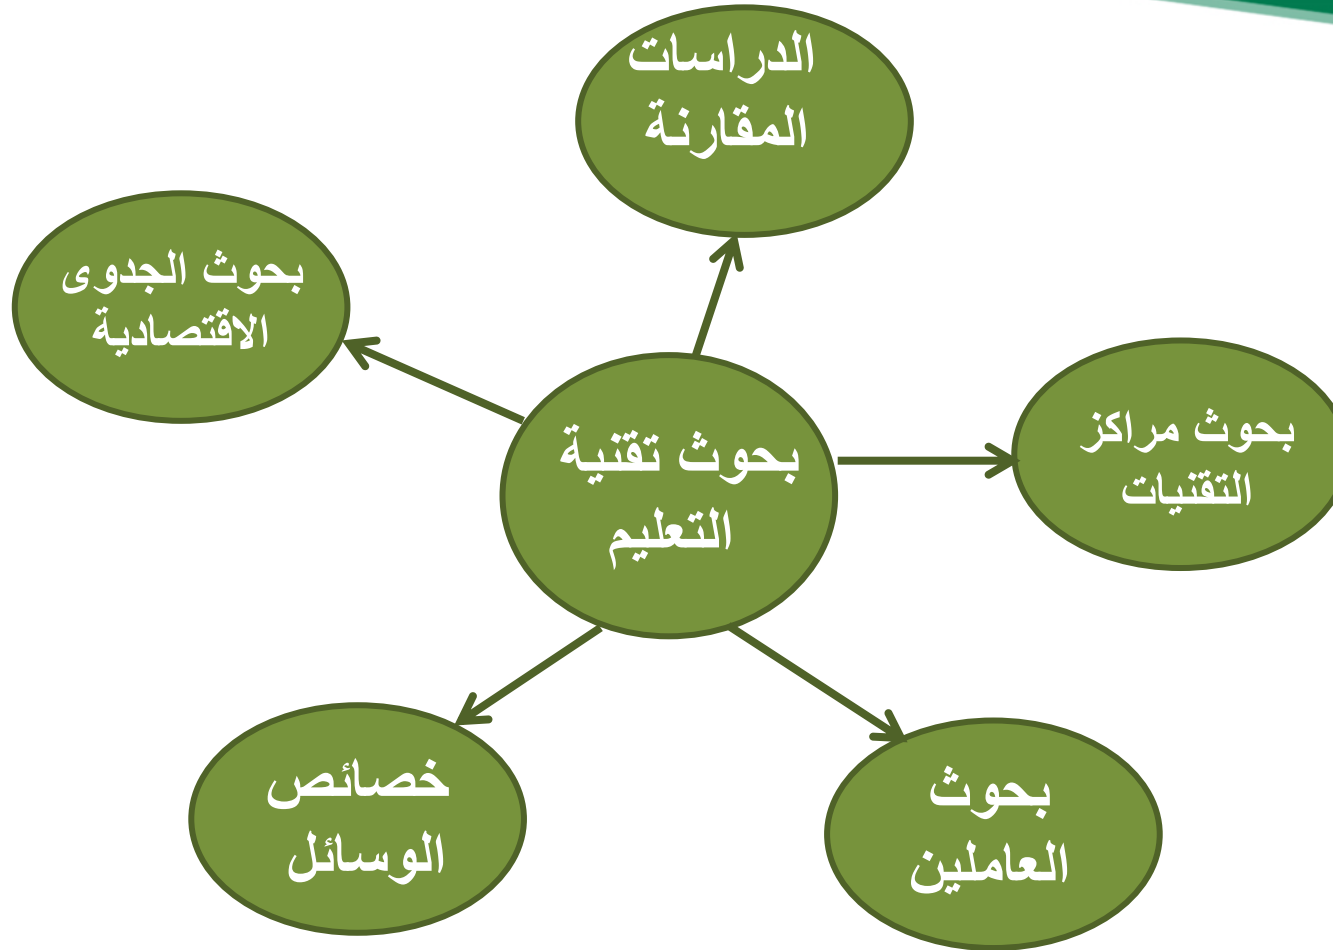 الدراسات
المقارنة
بحوث الجدوى
الاقتصادية
بحوث مراكز
التقنيات
بحوث تقنية
التعليم
خصائص
الوسائل
بحوث
العاملين